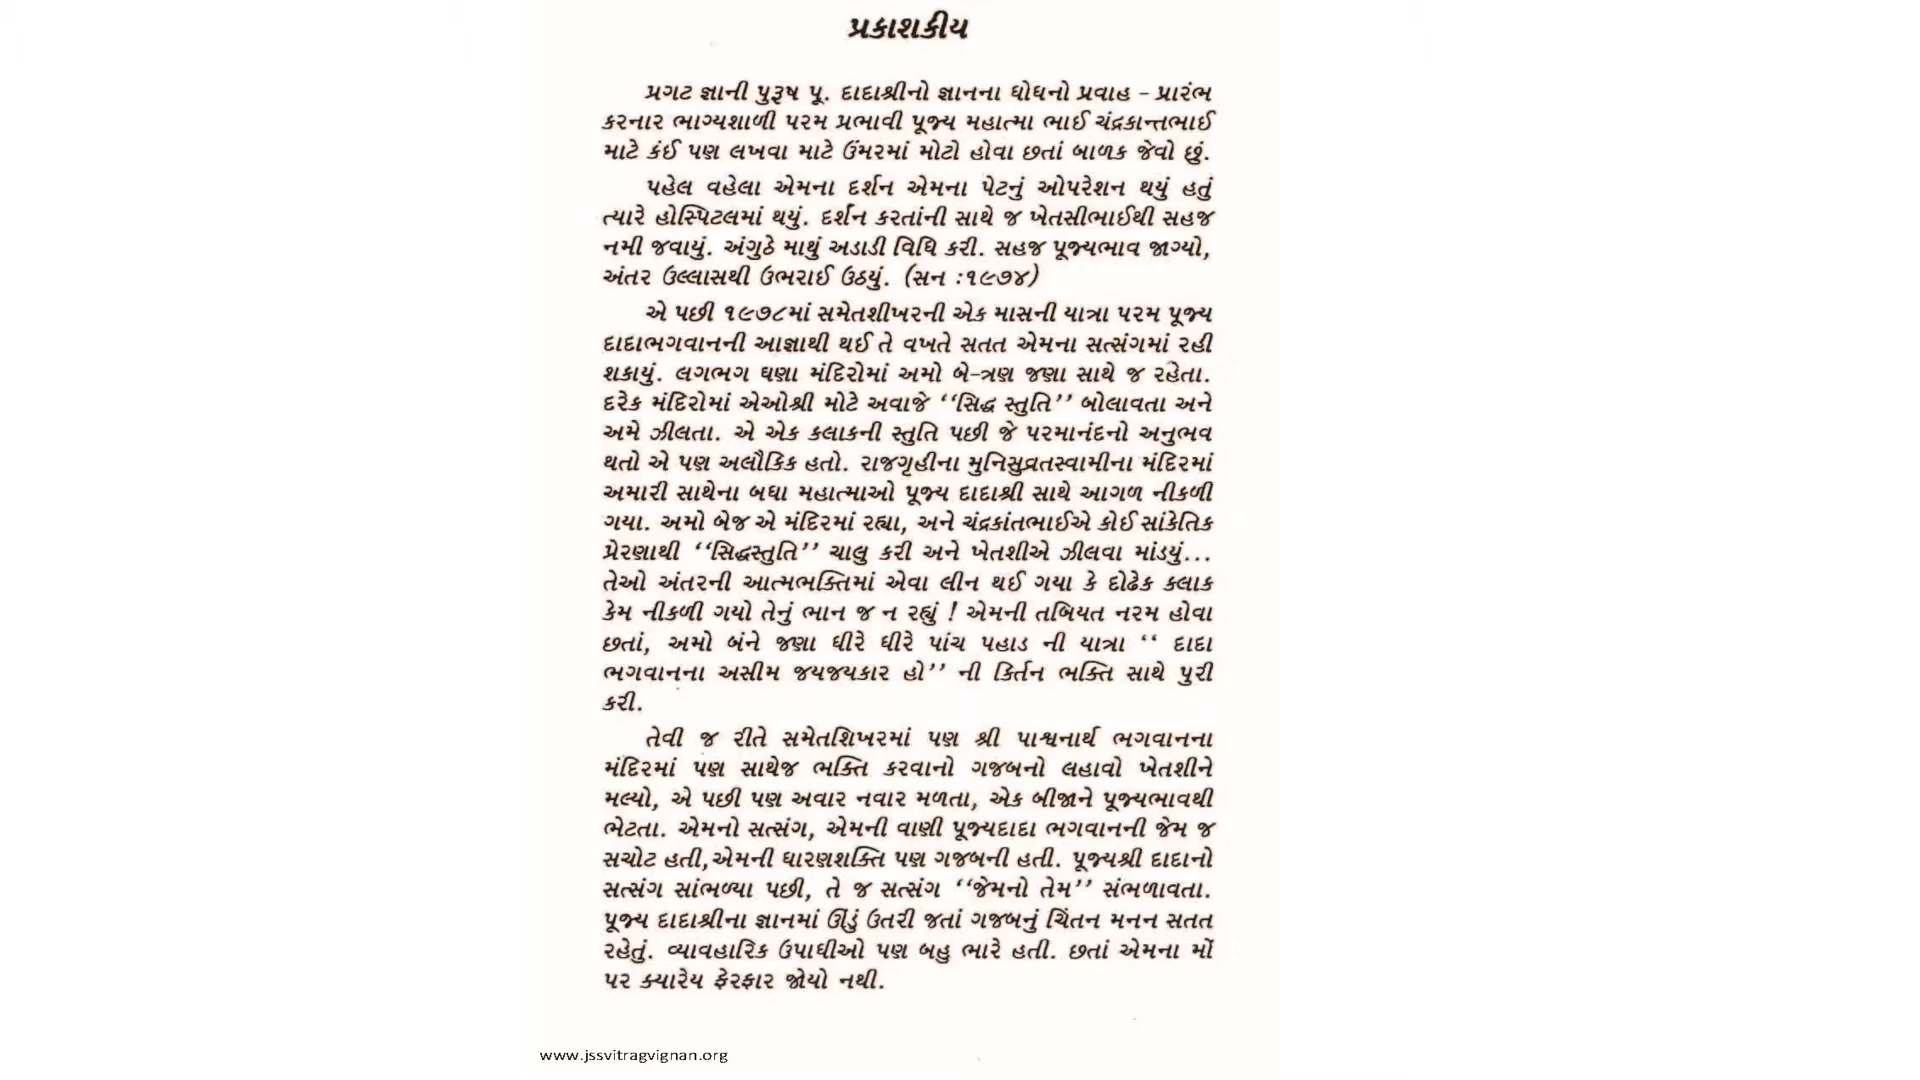 પ્રકાશકીય
પ્રગટ જ્ઞાની પુરૂષ પૂ. દાદાશ્રીનો જ્ઞાનના ધોધનો પ્રવાહ - પ્રારંભ
કરનાર ભાગ્યશાળી પરમ પ્રભાવી પૂજ્ય મહાત્મા ભાઈ ચંદ્રકાન્તભાઈ
માટે કંઈ પણ લખવા માટે ઉંમરમાં મોટો હોવા છતાં બાળક જેવો છું.
પહેલ વહેલા એમના દર્શન એમના પેટનું ઓપરેશન થયું હતું
ત્યારે હોસ્પિટલમાં થયું. દર્શન કરતાંની સાથે જ ખેતસીભાઈથી સહજ
નમી જવાયું. અંગુઠે માથું અડાડી વિધિ કરી. સહજ પૂજ્યભાવ જાગ્યો,
અંતર ઉલ્લાસથી ઉભરાઈ ઉઠયું. (સન :૧૯૭૪)
એ પછી ૧૯૭૮માં સમેતશીખરની એક માસની યાત્રા પરમ પૂજ્ય
દાદાભગવાનની આજ્ઞાથી થઈ તે વખતે સતત એમના સત્સંગમાં રહી
શકાયું. લગભગ ઘણા મંદિરોમાં અમો બે-ત્રણ જણા સાથે જ રહેતા.
દરેક મંદિરોમાં એઓશ્રી મોટે અવાજે ‘‘સિદ્ધ સ્તુતિ’’ બોલાવતા અને
અમે ઝીલતા. એ એક કલાકની સ્તુતિ પછી જે પરમાનંદનો અનુભવ
થતો એ પણ અલૌકિક હતો. રાજગૃહીના મુનિસુવ્રતસ્વામીના મંદિરમાં
અમારી સાથેના બધા મહાત્માઓ પૂજ્ય દાદાશ્રી સાથે આગળ નીકળી
ગયા. અમો બેજ એ મંદિરમાં રહ્યા, અને ચંદ્રકાંતભાઈએ કોઈ સાંકેતિક
પ્રેરણાથી ‘‘સિદ્ધસ્તુતિ’’ ચાલુ કરી અને ખેતશીએ ઝીલવા માંડયું...
તેઓ અંતરની આત્મભક્તિમાં એવા લીન થઈ ગયા કે દોઢેક કલાક
કેમ નીકળી ગયો તેનું ભાન જ ન રહ્યું ! એમની તબિયત નરમ હોવા
છતાં, અમો બંને જણા ધીરે ધીરે પાંચ પહાડ ની યાત્રા ‘‘ દાદા
ભગવાનના અસીમ જયજયકાર હો’’ ની કિર્તન ભક્તિ સાથે પુરી
કરી.
તેવી જ રીતે સમેતશિખરમાં પણ શ્રી પાશ્વનાર્થ ભગવાનના
મંદિરમાં પણ સાથેજ ભક્તિ કરવાનો ગજબનો લહાવો ખેતશીને
મલ્યો, એ પછી પણ અવાર નવાર મળતા, એક બીજાને પૂજ્યભાવથી
ભેટતા. એમનો સત્સંગ, એમની વાણી પૂજ્યદાદા ભગવાનની જેમ જ
સચોટ હતી,એમની ધારણશક્તિ પણ ગજબની હતી. પૂજ્યશ્રી દાદાનો
સત્સંગ સાંભળ્યા પછી, તે જ સત્સંગ ‘‘જેમનો તેમ’’ સંભળાવતા.
પૂજ્ય દાદાશ્રીના જ્ઞાનમાં ઊંડું ઉતરી જતાં ગજબનું ચિંતન મનન સતત
રહેતું. વ્યાવહારિક ઉપાધીઓ પણ બહુ ભારે હતી. છતાં એમના મોં
પર ક્યારેય ફેરફાર જોયો નથી.
www.jssvitragvignan.org